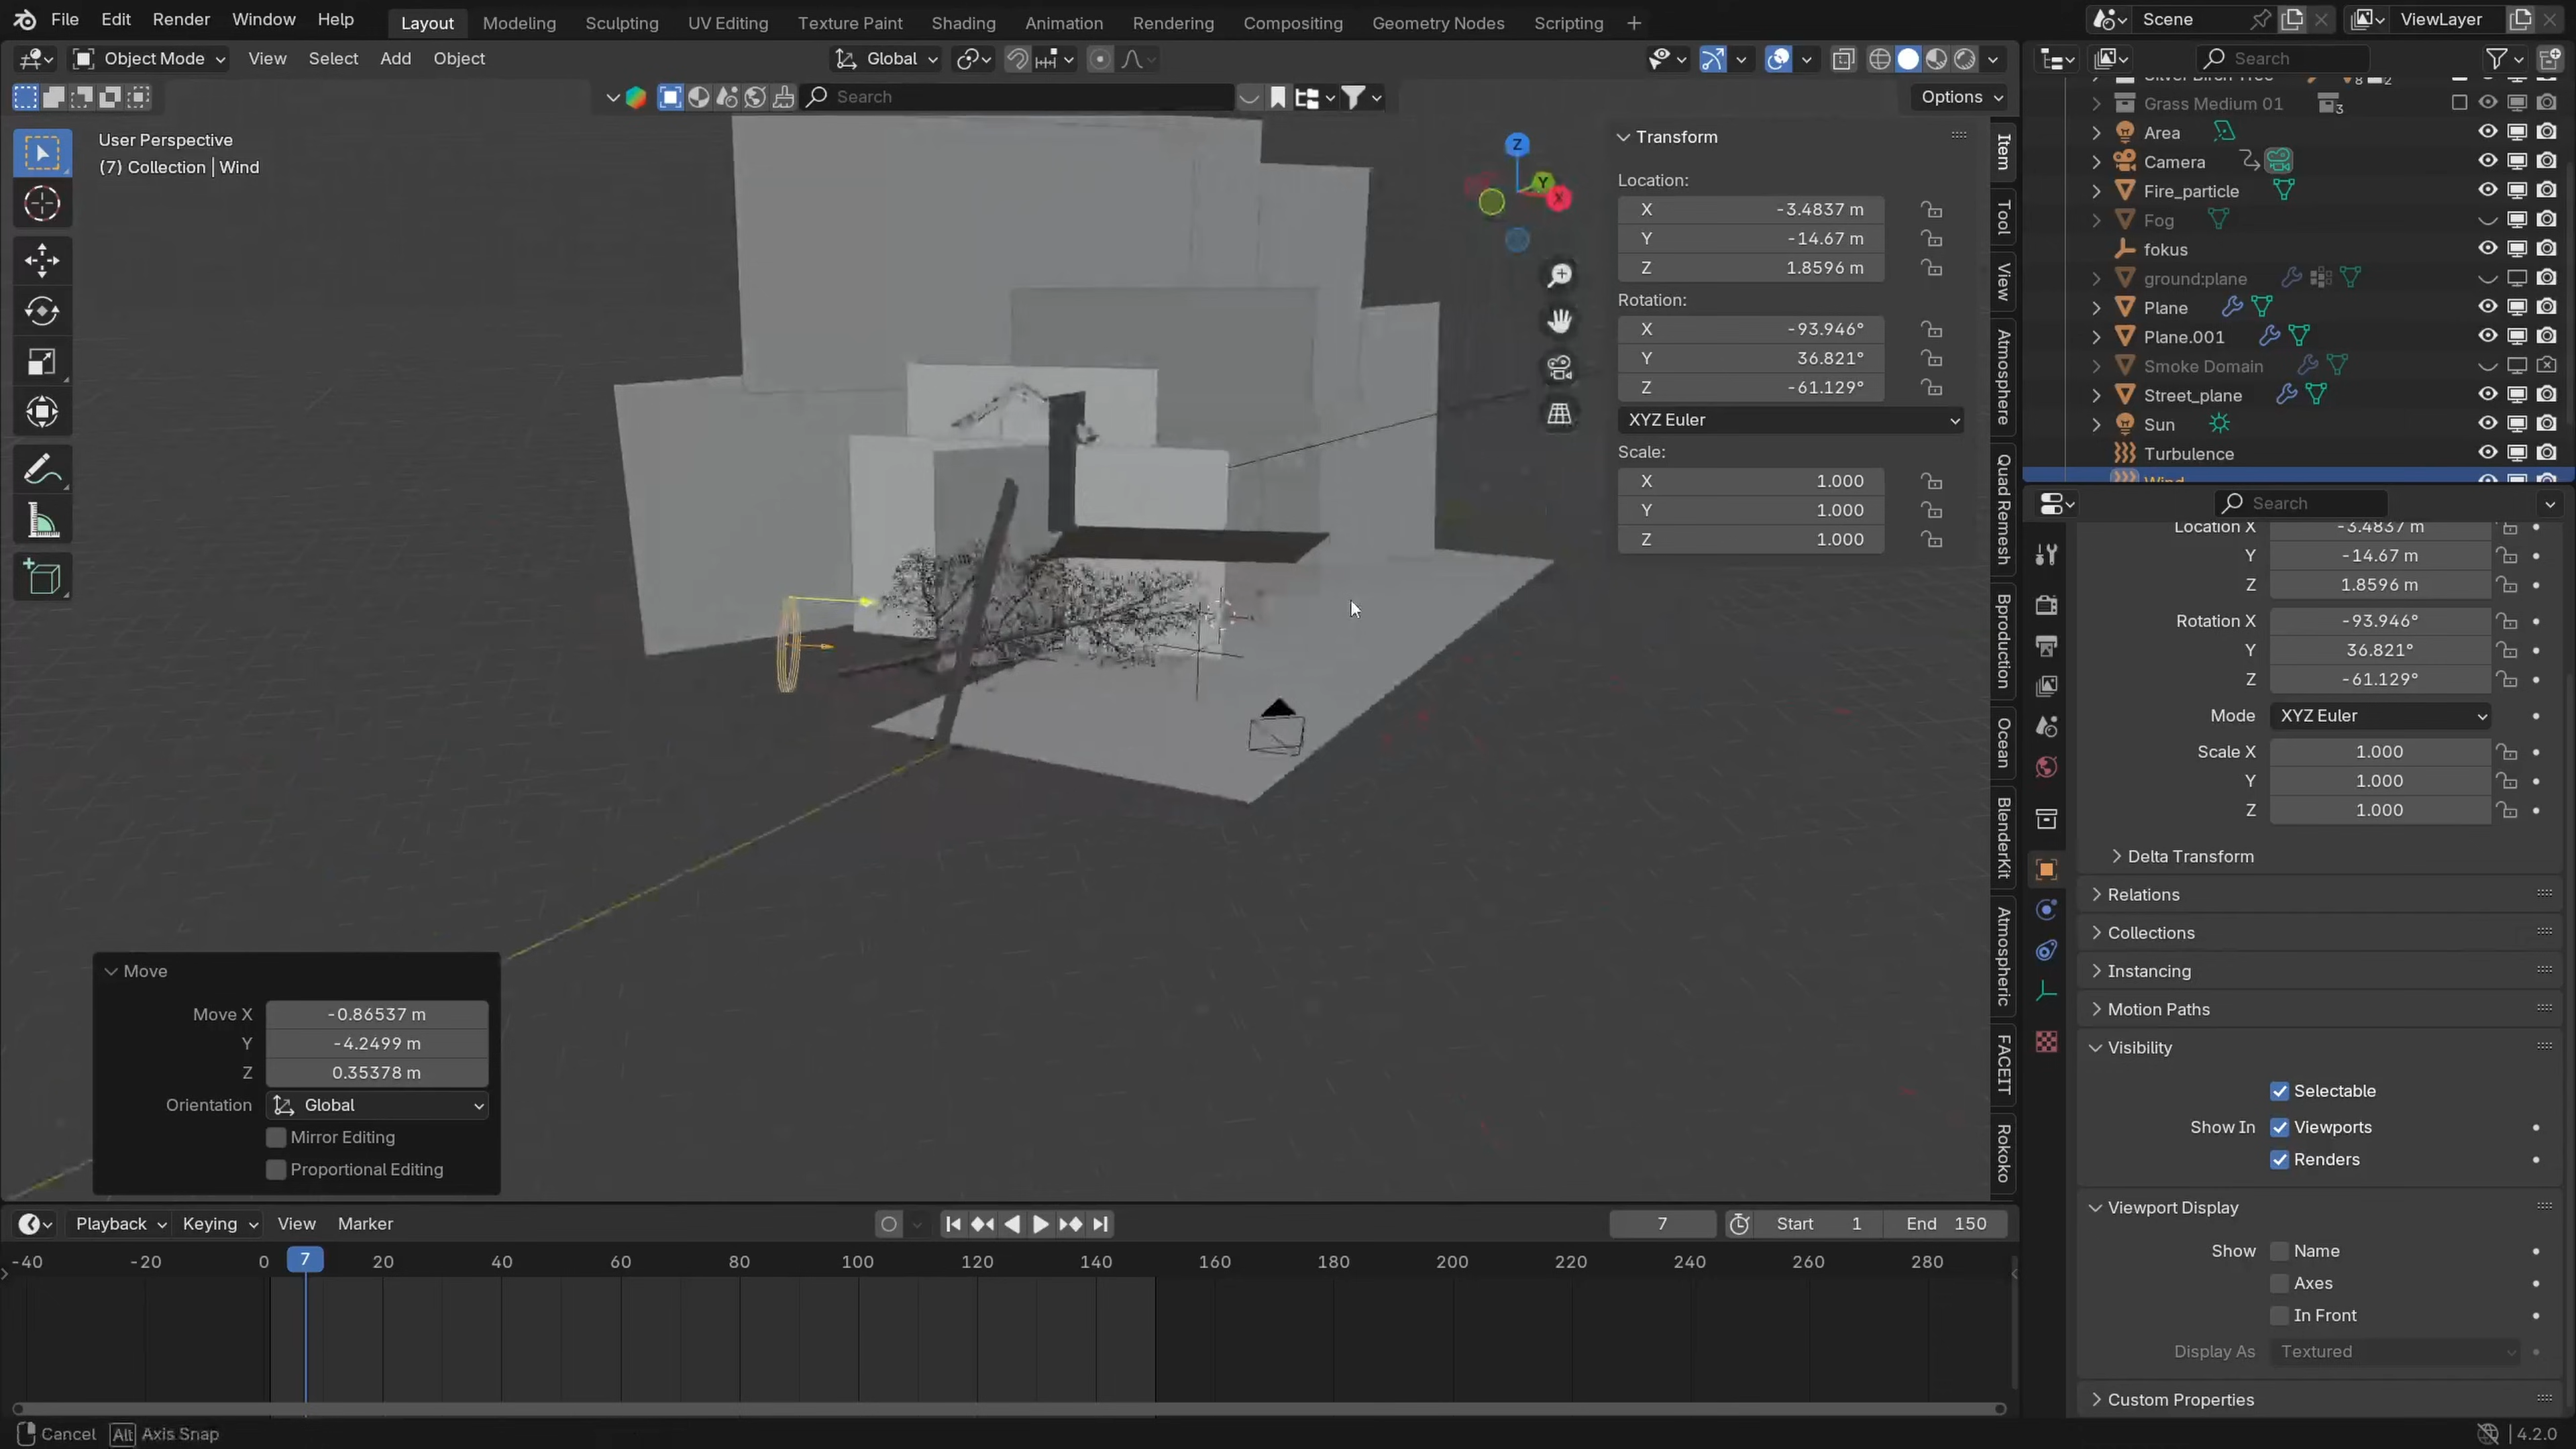 File Edit Render Window Help Layout Modeling Sculpting UV Editing Texture Paint Shading Animation Rendering Compositing Geometry Nodes Scripting + Scene ViewLayer
Object Mode View Select Add Object Global Search
Search Options
User Perspective
(7) Collection | Wind
Z
Y
X
Transform
Location:
X -3.4837 m
Y -14.67 m
Z 1.8596 m
Rotation:
X -93.946°
Y 36.821°
Z -61.129°
XYZ Euler
Scale:
X 1.000
Y 1.000
Z 1.000
Item
Tool
View
Atmosphere
Quad Remesh
Bproduction
Ocean
BlenderKit
Atmospheric
FACEIT
Rokoko
Silver Birch Tree 8 2
Grass Medium 01 3
Area
Camera
Fire_particle
Fog
fokus
ground:plane
Plane
Plane.001
Smoke Domain
Street_plane
Sun
Turbulence
Wind
Search
Location X -3.4837 m
Y -14.67 m
Z 1.8596 m
Rotation X -93.946°
Y 36.821°
Z -61.129°
Mode XYZ Euler
Scale X 1.000
Y 1.000
Z 1.000
Delta Transform
Relations
Collections
Instancing
Motion Paths
Visibility
Selectable
Show In Viewports
Renders
Viewport Display
Show Name
Axes
In Front
Display As Textured
Custom Properties
Move
Move X -0.86537 m
Y -4.2499 m
Z 0.35378 m
Orientation Global
Mirror Editing
Proportional Editing
Playback Keying View Marker 7 Start 1 End 150
-40 -20 0 7 20 40 60 80 100 120 140 160 180 200 220 240 260 280
Cancel Alt Axis Snap 4.2.0